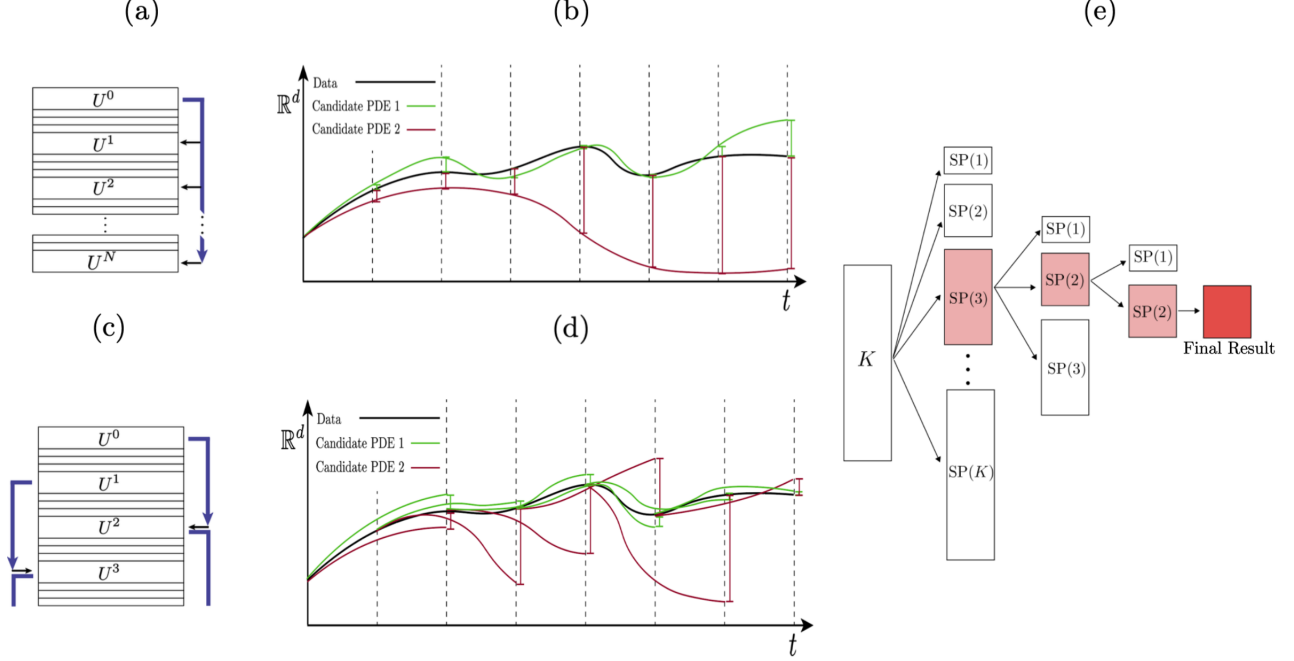 (a)
U^0
U^1
U^2
⋮
⋮
U^N
(b)
ℝ^d
Data
Candidate PDE 1
Candidate PDE 2
t
(c)
U^0
U^1
U^2
U^3
(d)
ℝ^d
Data
Candidate PDE 1
Candidate PDE 2
t
(e)
K
SP(1)
SP(2)
SP(3)
⋮
SP(K)
SP(1)
SP(2)
SP(3)
SP(1)
SP(2)
Final Result